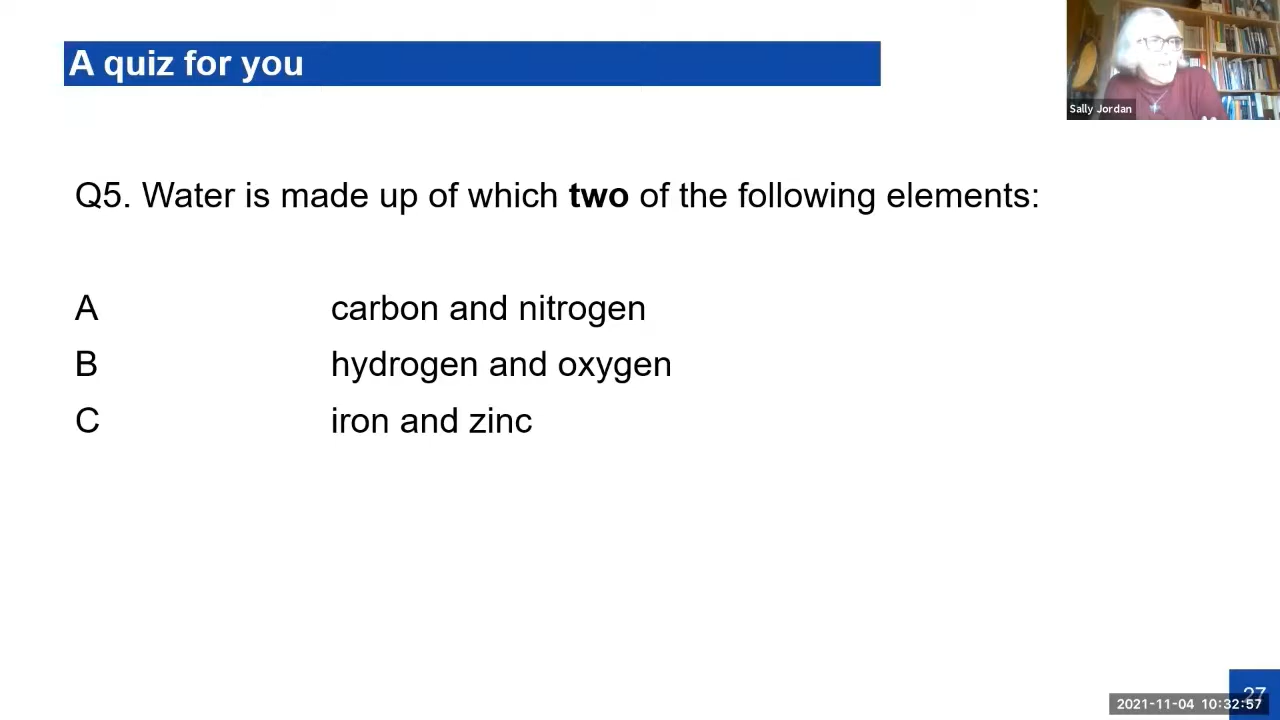 A quiz for you
Sally Jordan
Q5. Water is made up of which two of the following elements:
A carbon and nitrogen
B hydrogen and oxygen
C iron and zinc
27
2021-11-04 10:32:57